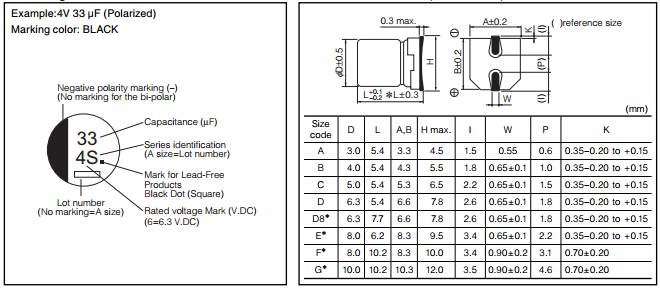 Example:4V 33 µF (Polarized)
Marking color: BLACK
Negative polarity marking (–)
(No marking for the bi-polar)
Capacitance (µF)
33
4S.
Series identification
(A size=Lot number)
Mark for Lead-Free
Products
Black Dot (Square)
Lot number
(No marking=A size)
Rated voltage Mark (V.DC)
(6=6.3 V.DC)
0.3 max.
A±0.2
K
(I)
( )reference size
øD±0.5
H
B±0.2
(P)
L+0.1 -0.2 ✻L±0.3
W
(I)
(mm)
Size code D L A,B H max. I W P K
A 3.0 5.4 3.3 4.5 1.5 0.55 0.6 0.35–0.20 to +0.15
B 4.0 5.4 4.3 5.5 1.8 0.65±0.1 1.0 0.35–0.20 to +0.15
C 5.0 5.4 5.3 6.5 2.2 0.65±0.1 1.5 0.35–0.20 to +0.15
D 6.3 5.4 6.6 7.8 2.6 0.65±0.1 1.8 0.35–0.20 to +0.15
D8✻ 6.3 7.7 6.6 7.8 2.6 0.65±0.1 1.8 0.35–0.20 to +0.15
E✻ 8.0 6.2 8.3 9.5 3.4 0.65±0.1 2.2 0.35–0.20 to +0.15
F✻ 8.0 10.2 8.3 10.0 3.4 0.90±0.2 3.1 0.70±0.20
G✻ 10.0 10.2 10.3 12.0 3.5 0.90±0.2 4.6 0.70±0.20